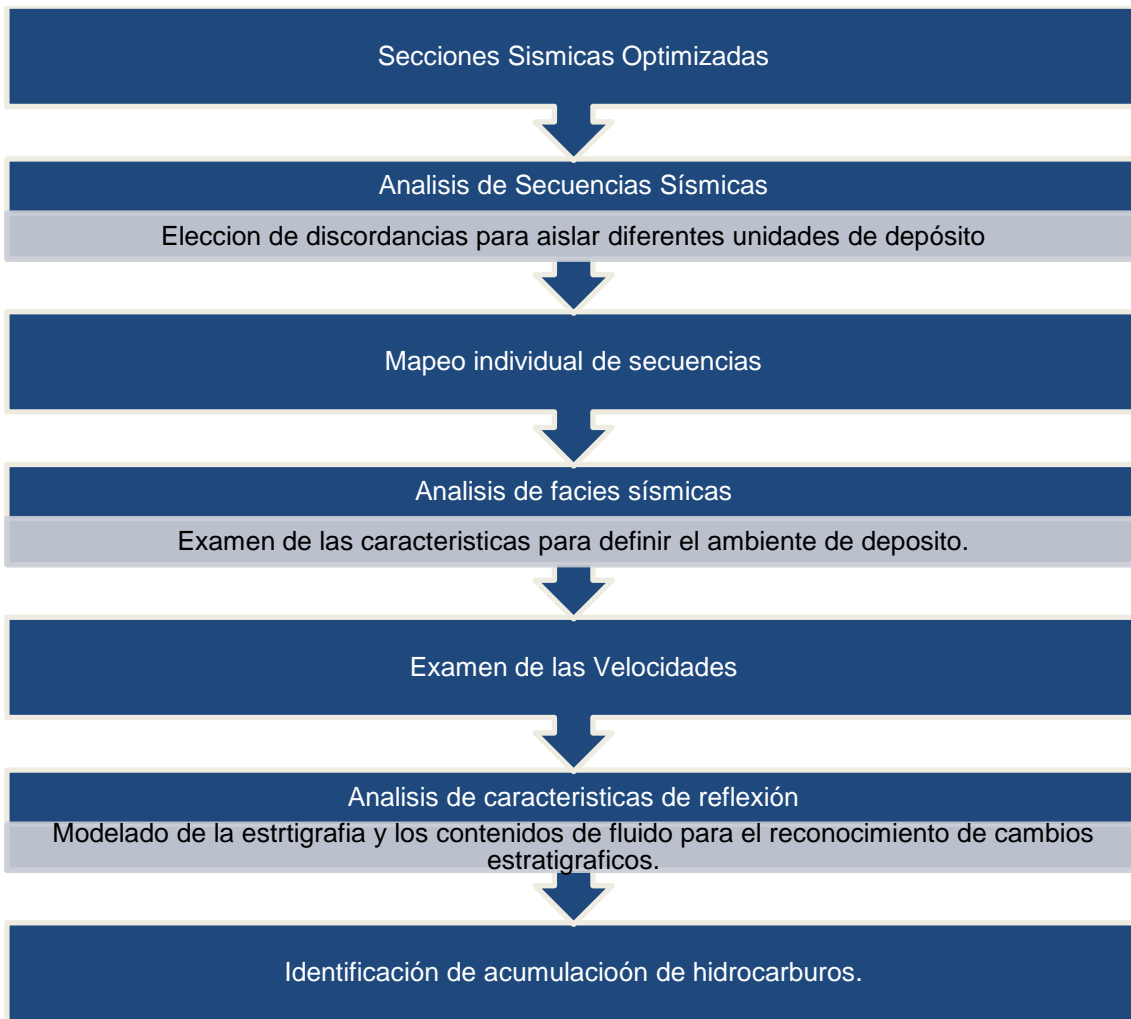 Secciones Sismicas Optimizadas
Analisis de Secuencias Sísmicas
Eleccion de discordancias para aislar diferentes unidades de depósito
Mapeo individual de secuencias
Analisis de facies sísmicas
Examen de las caracteristicas para definir el ambiente de deposito.
Examen de las Velocidades
Analisis de caracteristicas de reflexión
Modelado de la estrtigrafia y los contenidos de fluido para el reconocimiento de cambios
estratigraficos.
Identificación de acumulacioón de hidrocarburos.